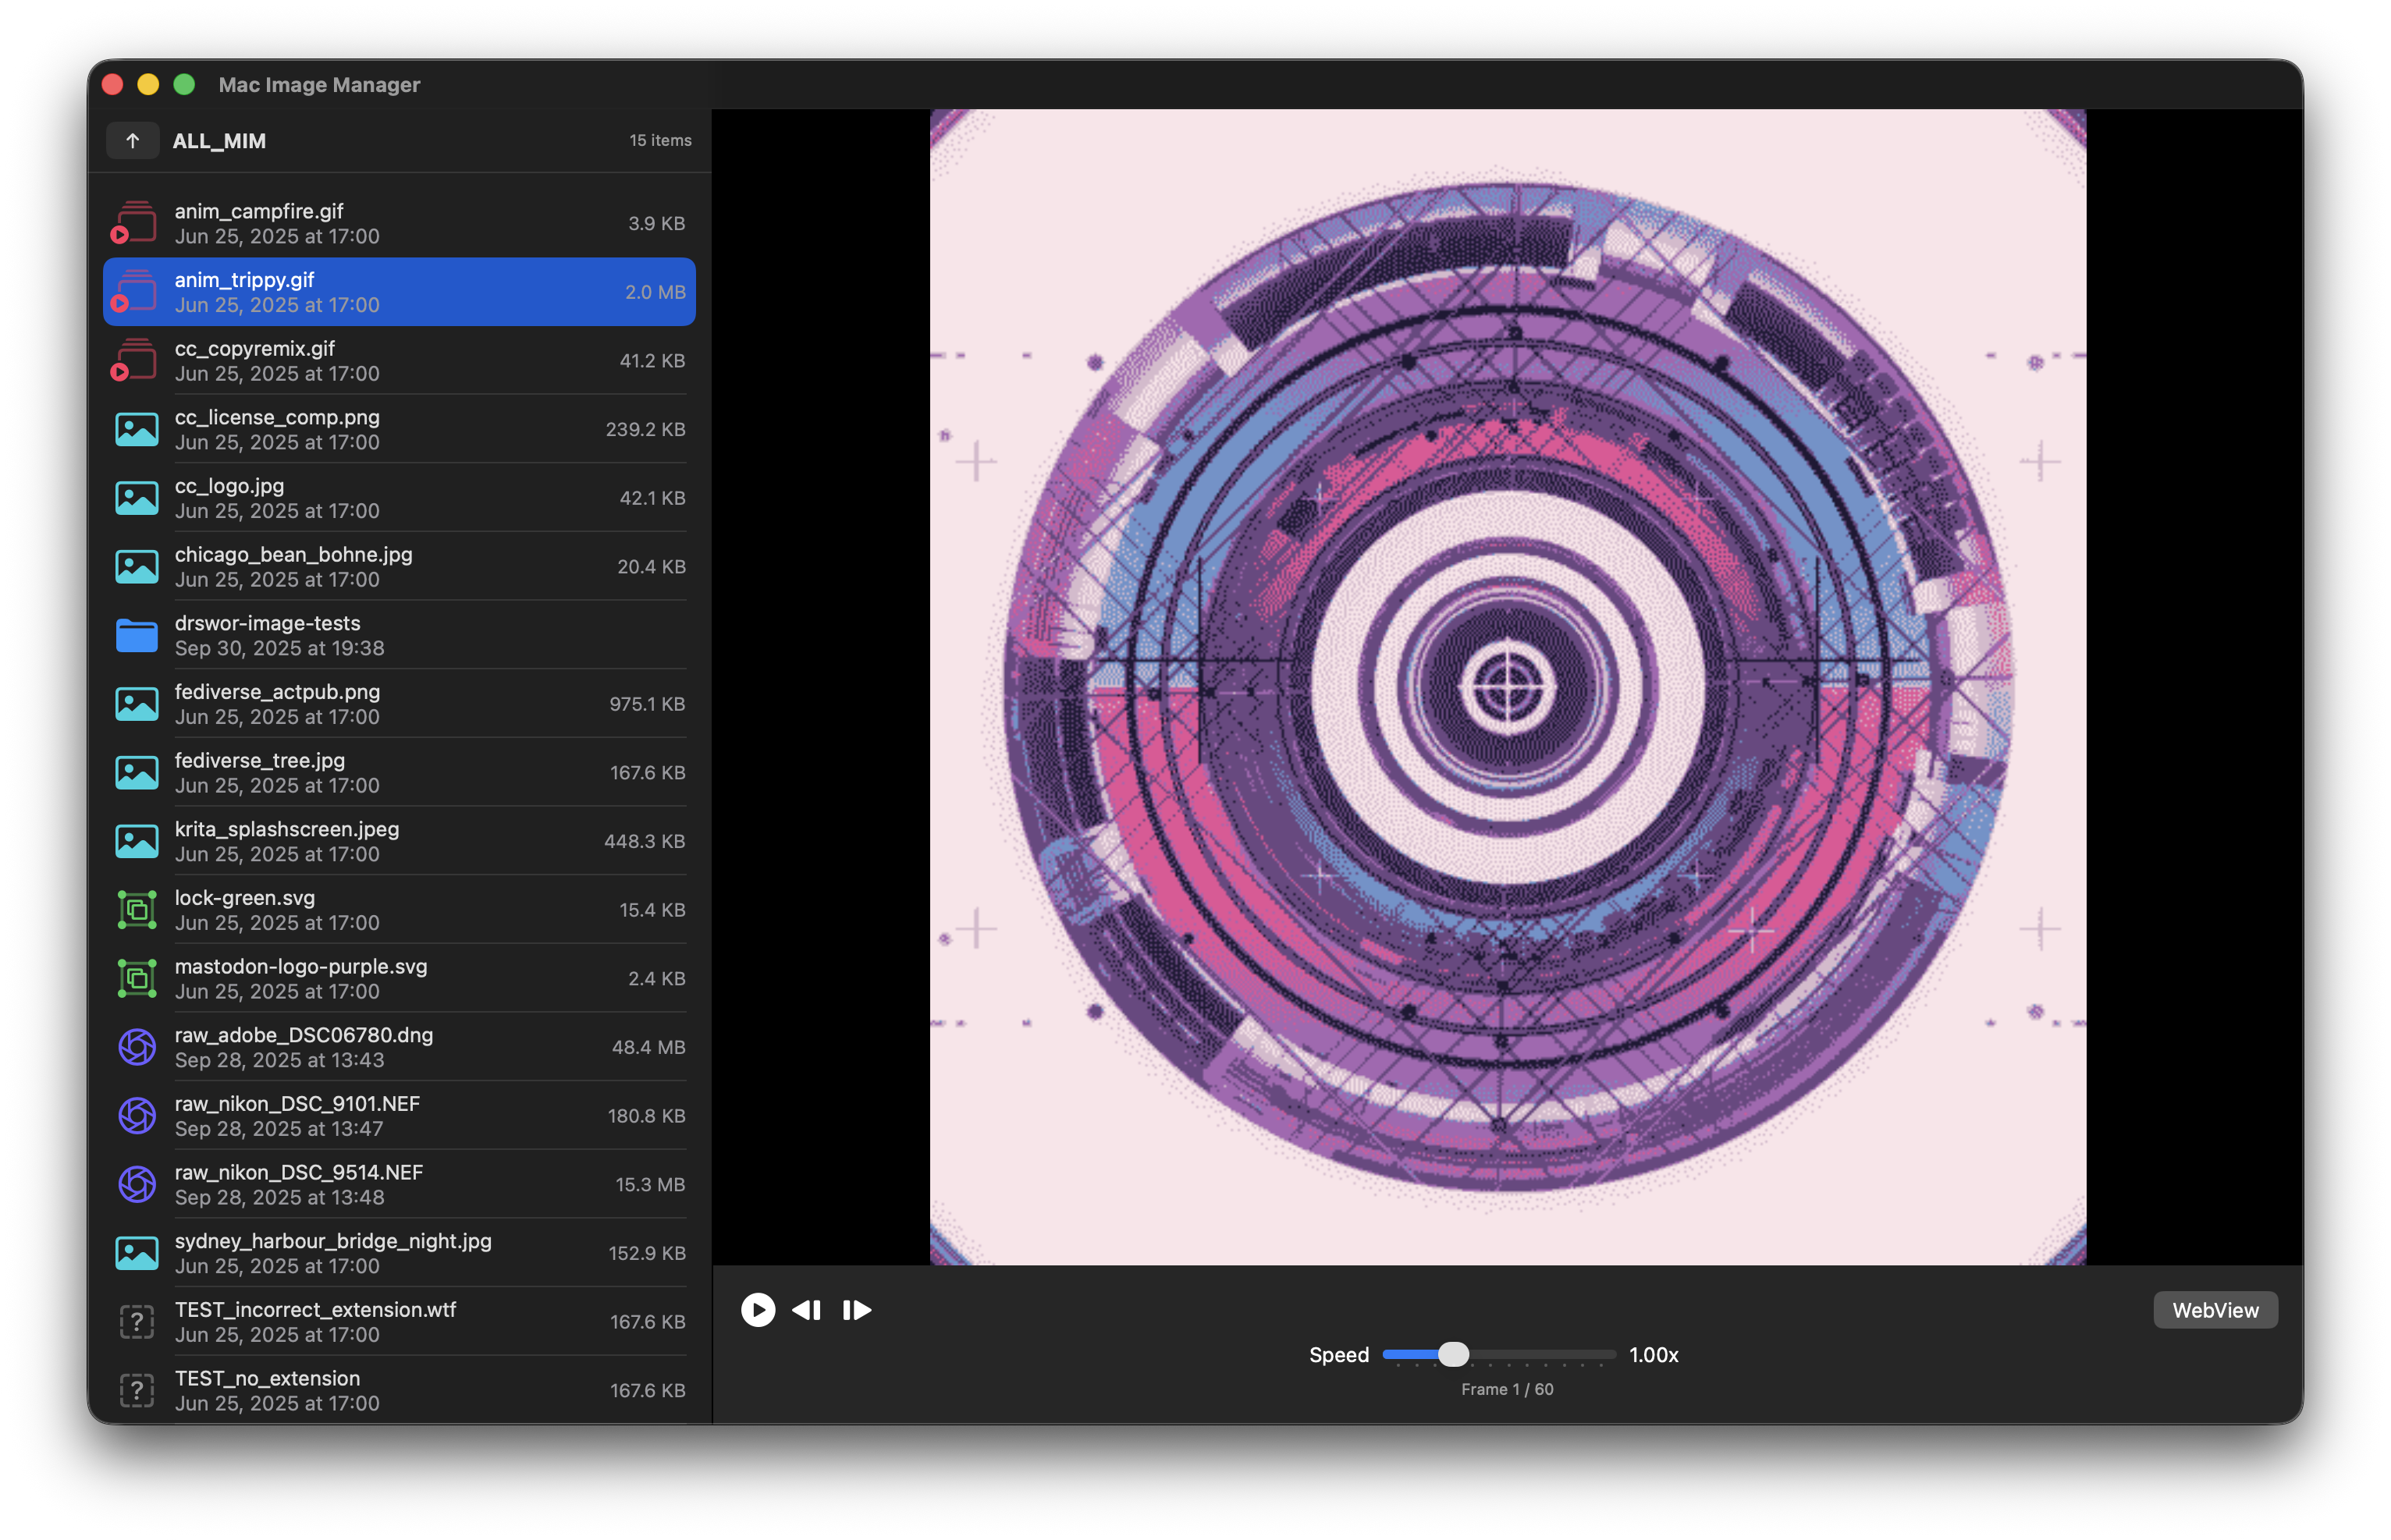 Mac Image Manager
ALL_MIM
15 items
anim_campfire.gif
Jun 25, 2025 at 17:00
3.9 KB
anim_trippy.gif
Jun 25, 2025 at 17:00
2.0 MB
cc_copyremix.gif
Jun 25, 2025 at 17:00
41.2 KB
cc_license_comp.png
Jun 25, 2025 at 17:00
239.2 KB
cc_logo.jpg
Jun 25, 2025 at 17:00
42.1 KB
chicago_bean_bohne.jpg
Jun 25, 2025 at 17:00
20.4 KB
drswor-image-tests
Sep 30, 2025 at 19:38
fediverse_actpub.png
Jun 25, 2025 at 17:00
975.1 KB
fediverse_tree.jpg
Jun 25, 2025 at 17:00
167.6 KB
krita_splashscreen.jpeg
Jun 25, 2025 at 17:00
448.3 KB
lock-green.svg
Jun 25, 2025 at 17:00
15.4 KB
mastodon-logo-purple.svg
Jun 25, 2025 at 17:00
2.4 KB
raw_adobe_DSC06780.dng
Sep 28, 2025 at 13:43
48.4 MB
raw_nikon_DSC_9101.NEF
Sep 28, 2025 at 13:47
180.8 KB
raw_nikon_DSC_9514.NEF
Sep 28, 2025 at 13:48
15.3 MB
sydney_harbour_bridge_night.jpg
Jun 25, 2025 at 17:00
152.9 KB
TEST_incorrect_extension.wtf
Jun 25, 2025 at 17:00
167.6 KB
TEST_no_extension
Jun 25, 2025 at 17:00
167.6 KB
WebView
Speed 1.00x
Frame 1 / 60